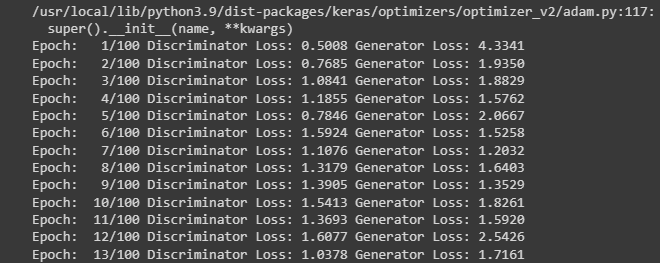 /usr/local/lib/python3.9/dist-packages/keras/optimizers/optimizer_v2/adam.py:117:
super().__init__(name, **kwargs)
Epoch: 1/100 Discriminator Loss: 0.5008 Generator Loss: 4.3341
Epoch: 2/100 Discriminator Loss: 0.7685 Generator Loss: 1.9350
Epoch: 3/100 Discriminator Loss: 1.0841 Generator Loss: 1.8829
Epoch: 4/100 Discriminator Loss: 1.1855 Generator Loss: 1.5762
Epoch: 5/100 Discriminator Loss: 0.7846 Generator Loss: 2.0667
Epoch: 6/100 Discriminator Loss: 1.5924 Generator Loss: 1.5258
Epoch: 7/100 Discriminator Loss: 1.1076 Generator Loss: 1.2032
Epoch: 8/100 Discriminator Loss: 1.3179 Generator Loss: 1.6403
Epoch: 9/100 Discriminator Loss: 1.3905 Generator Loss: 1.3529
Epoch: 10/100 Discriminator Loss: 1.5413 Generator Loss: 1.8261
Epoch: 11/100 Discriminator Loss: 1.3693 Generator Loss: 1.5920
Epoch: 12/100 Discriminator Loss: 1.6077 Generator Loss: 2.5426
Epoch: 13/100 Discriminator Loss: 1.0378 Generator Loss: 1.7161